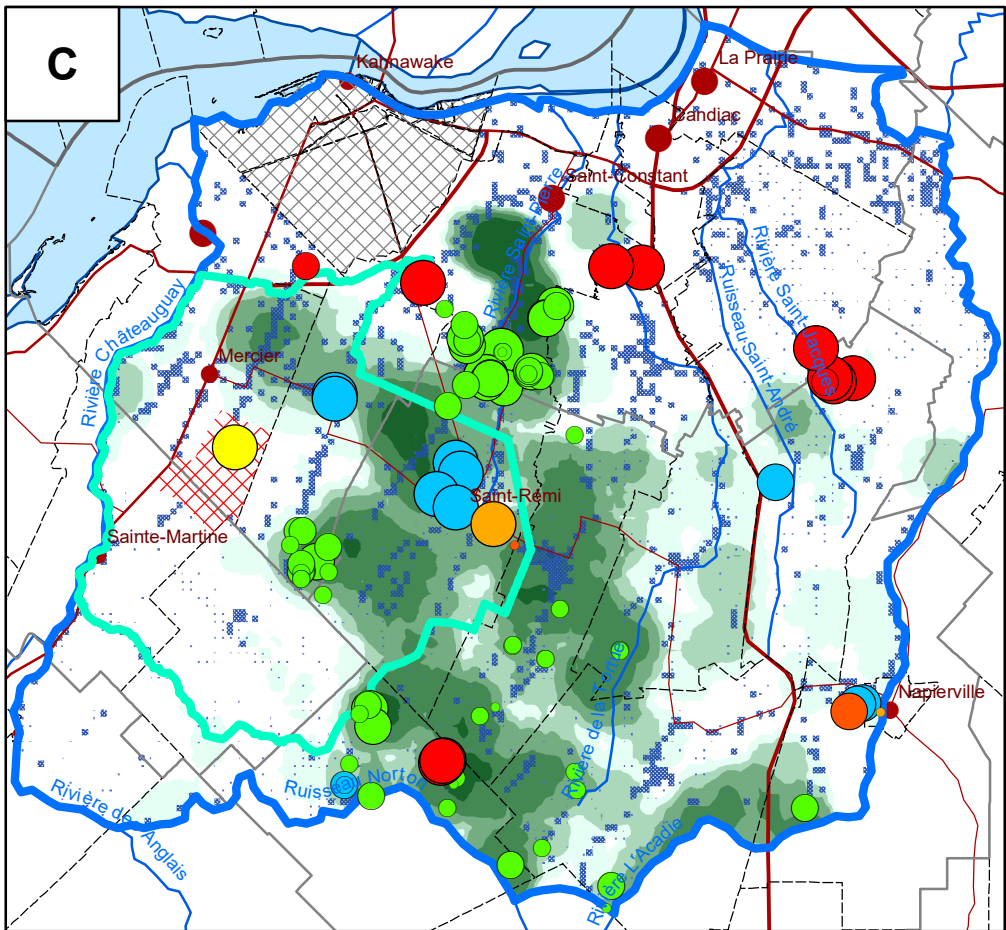 C
Kahnawake
La Prairie
Candiac
Saint-Constant
Rivière Saint-Pierre
Rivière Saint-Jacques
Ruisseau-Saint-André
Rivière Châteauguay
Mercier
Saint-Rémi
Sainte-Martine
Rivière de la Tortue
Napierville
Ruisseau Norton
Rivière des Anglais
Rivière L'Acadie